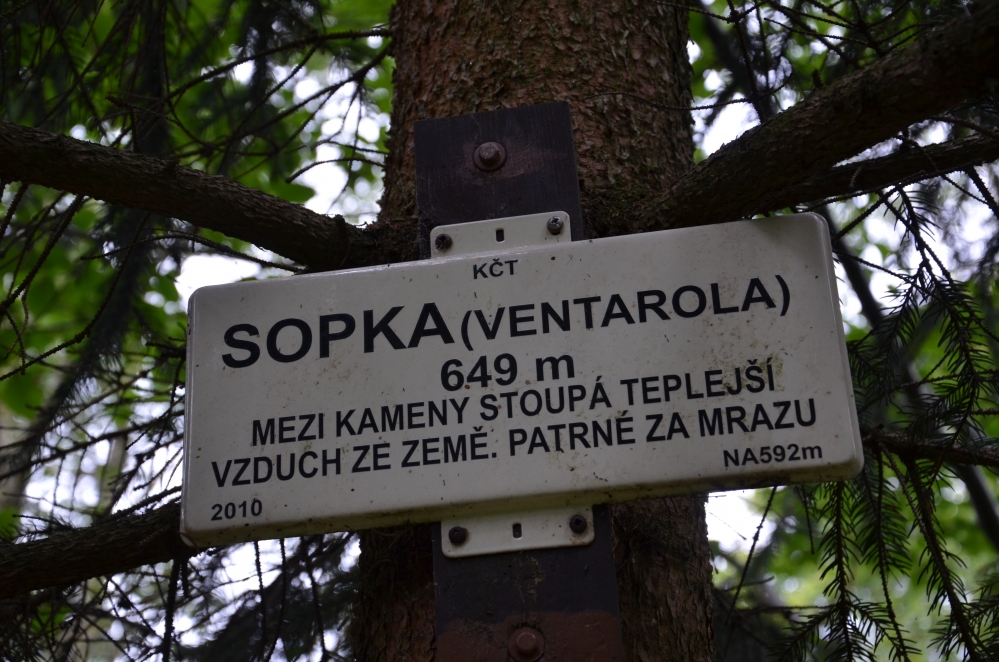 KČT
SOPKA (VENTAROLA)
649 m
MEZI KAMENY STOUPÁ TEPLEJŠÍ
VZDUCH ZE ZEMĚ. PATRNÉ ZA MRAZU
2010 NA592m